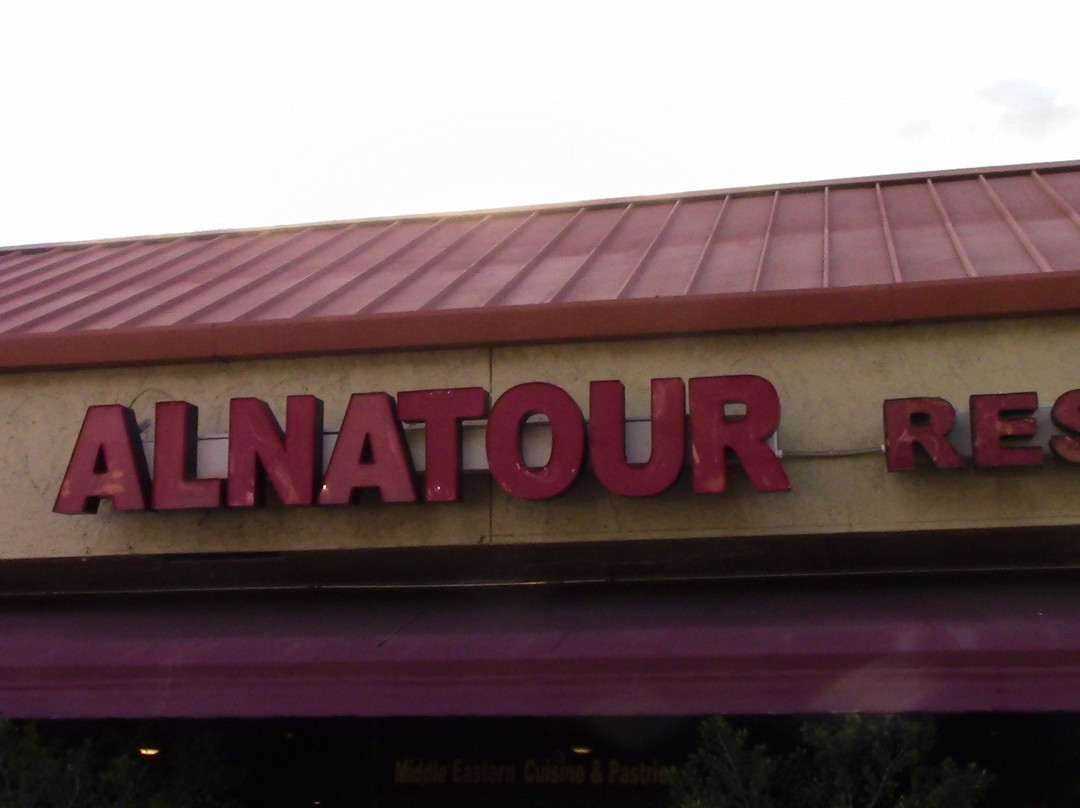 ALNATOUR RES
Middle Eastern Cuisine & Pastries